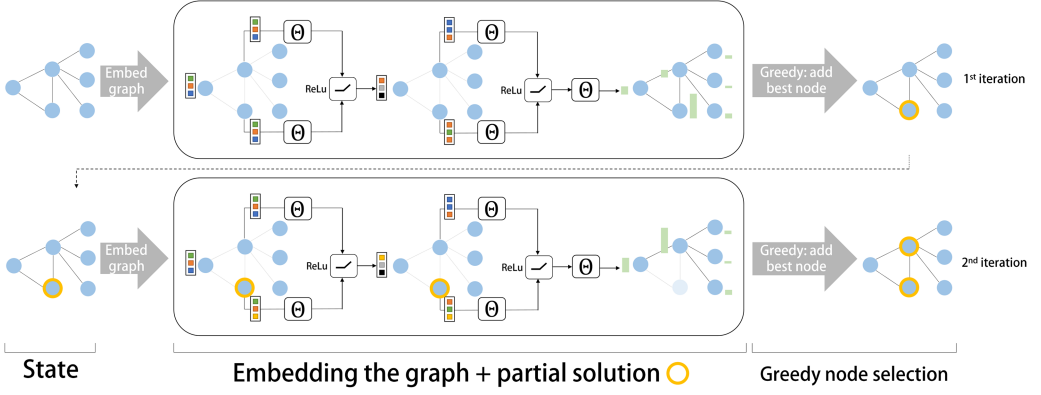 Embed
graph
Θ
Θ
ReLu
Θ
Θ
ReLu
Θ
Greedy: add
best node
1st iteration
Embed
graph
Θ
Θ
ReLu
Θ
Θ
ReLu
Θ
Greedy: add
best node
2nd iteration
State
Embedding the graph + partial solution
Greedy node selection